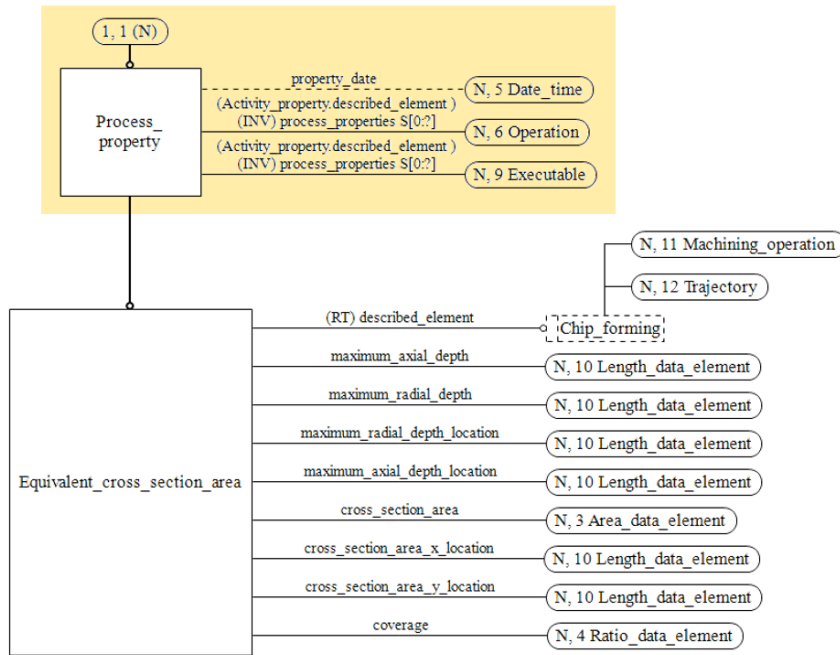 1, 1 (N)
Process_
property
property_date
N, 5 Date_time
(Activity_property.described_element )
(INV) process_properties S[0:?]
N, 6 Operation
(Activity_property.described_element )
(INV) process_properties S[0:?]
N, 9 Executable
N, 11 Machining_operation
N, 12 Trajectory
(RT) described_element
Chip_forming
maximum_axial_depth
N, 10 Length_data_element
maximum_radial_depth
N, 10 Length_data_element
maximum_radial_depth_location
N, 10 Length_data_element
Equivalent_cross_section_area
maximum_axial_depth_location
N, 10 Length_data_element
cross_section_area
N, 3 Area_data_element
cross_section_area_x_location
N, 10 Length_data_element
cross_section_area_y_location
N, 10 Length_data_element
coverage
N, 4 Ratio_data_element